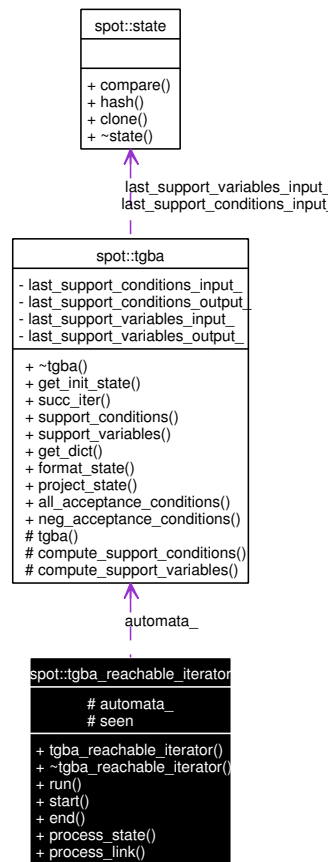 spot::state
+ compare()
+ hash()
+ clone()
+ ~state()
last_support_variables_input_
last_support_conditions_input_
spot::tgba
- last_support_conditions_input_
- last_support_conditions_output_
- last_support_variables_input_
- last_support_variables_output_
+ ~tgba()
+ get_init_state()
+ succ_iter()
+ support_conditions()
+ support_variables()
+ get_dict()
+ format_state()
+ project_state()
+ all_acceptance_conditions()
+ neg_acceptance_conditions()
# tgba()
# compute_support_conditions()
# compute_support_variables()
automata_
spot::tgba_reachable_iterator
# automata_
# seen
+ tgba_reachable_iterator()
+ ~tgba_reachable_iterator()
+ run()
+ start()
+ end()
+ process_state()
+ process_link()